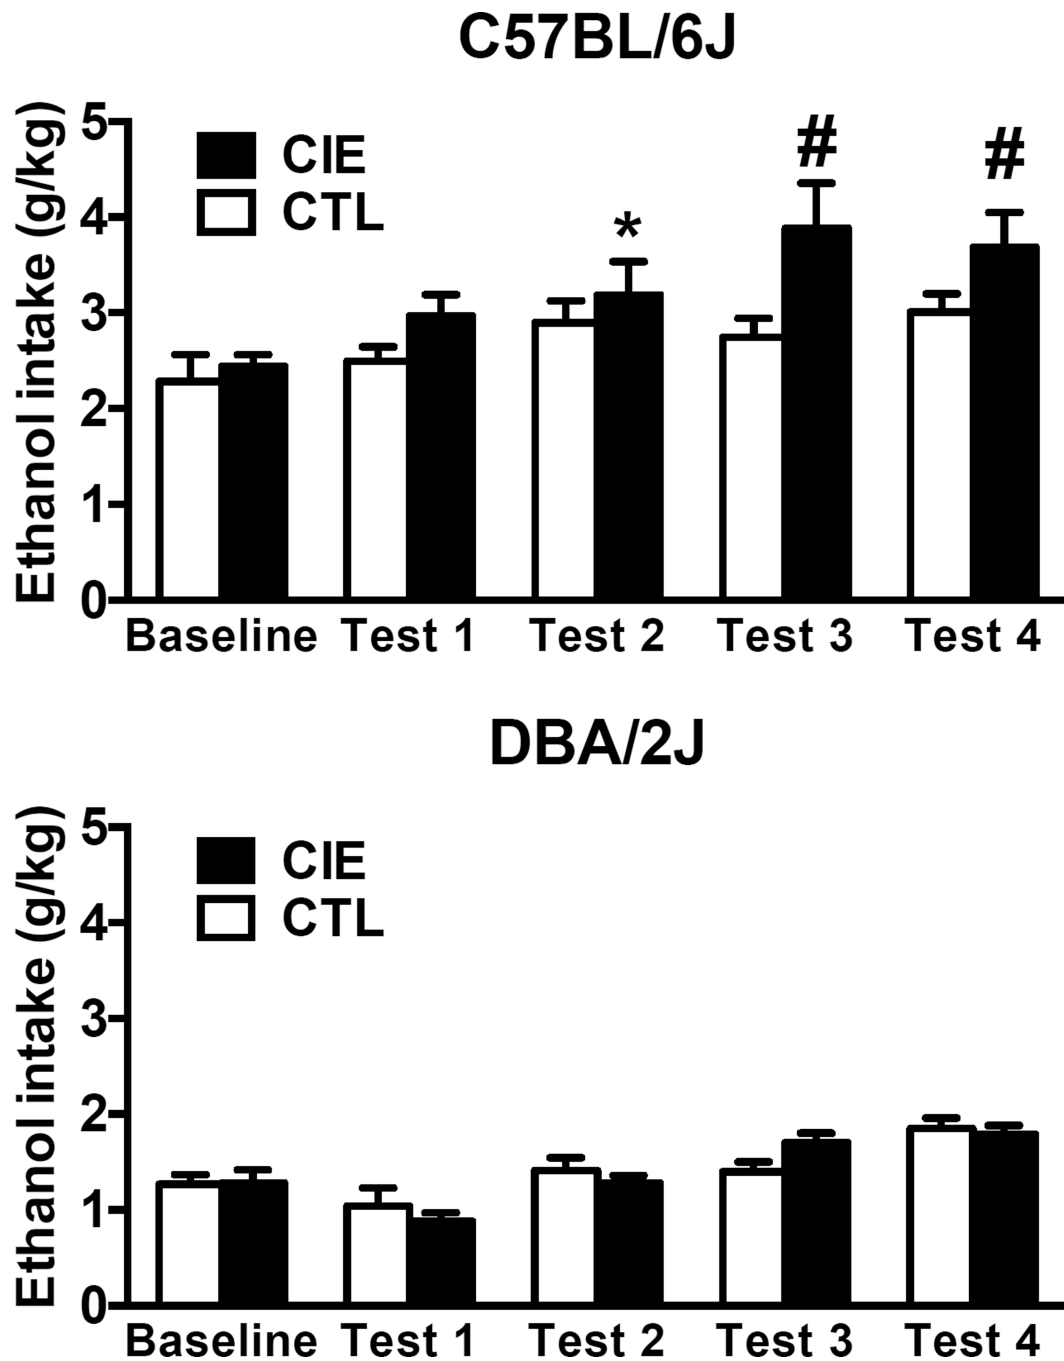 C57BL/6J
Ethanol intake (g/kg)
5
4
3
2
1
0
CIE
CTL
*
#
#
Baseline Test 1 Test 2 Test 3 Test 4
DBA/2J
Ethanol intake (g/kg)
5
4
3
2
1
0
CIE
CTL
Baseline Test 1 Test 2 Test 3 Test 4